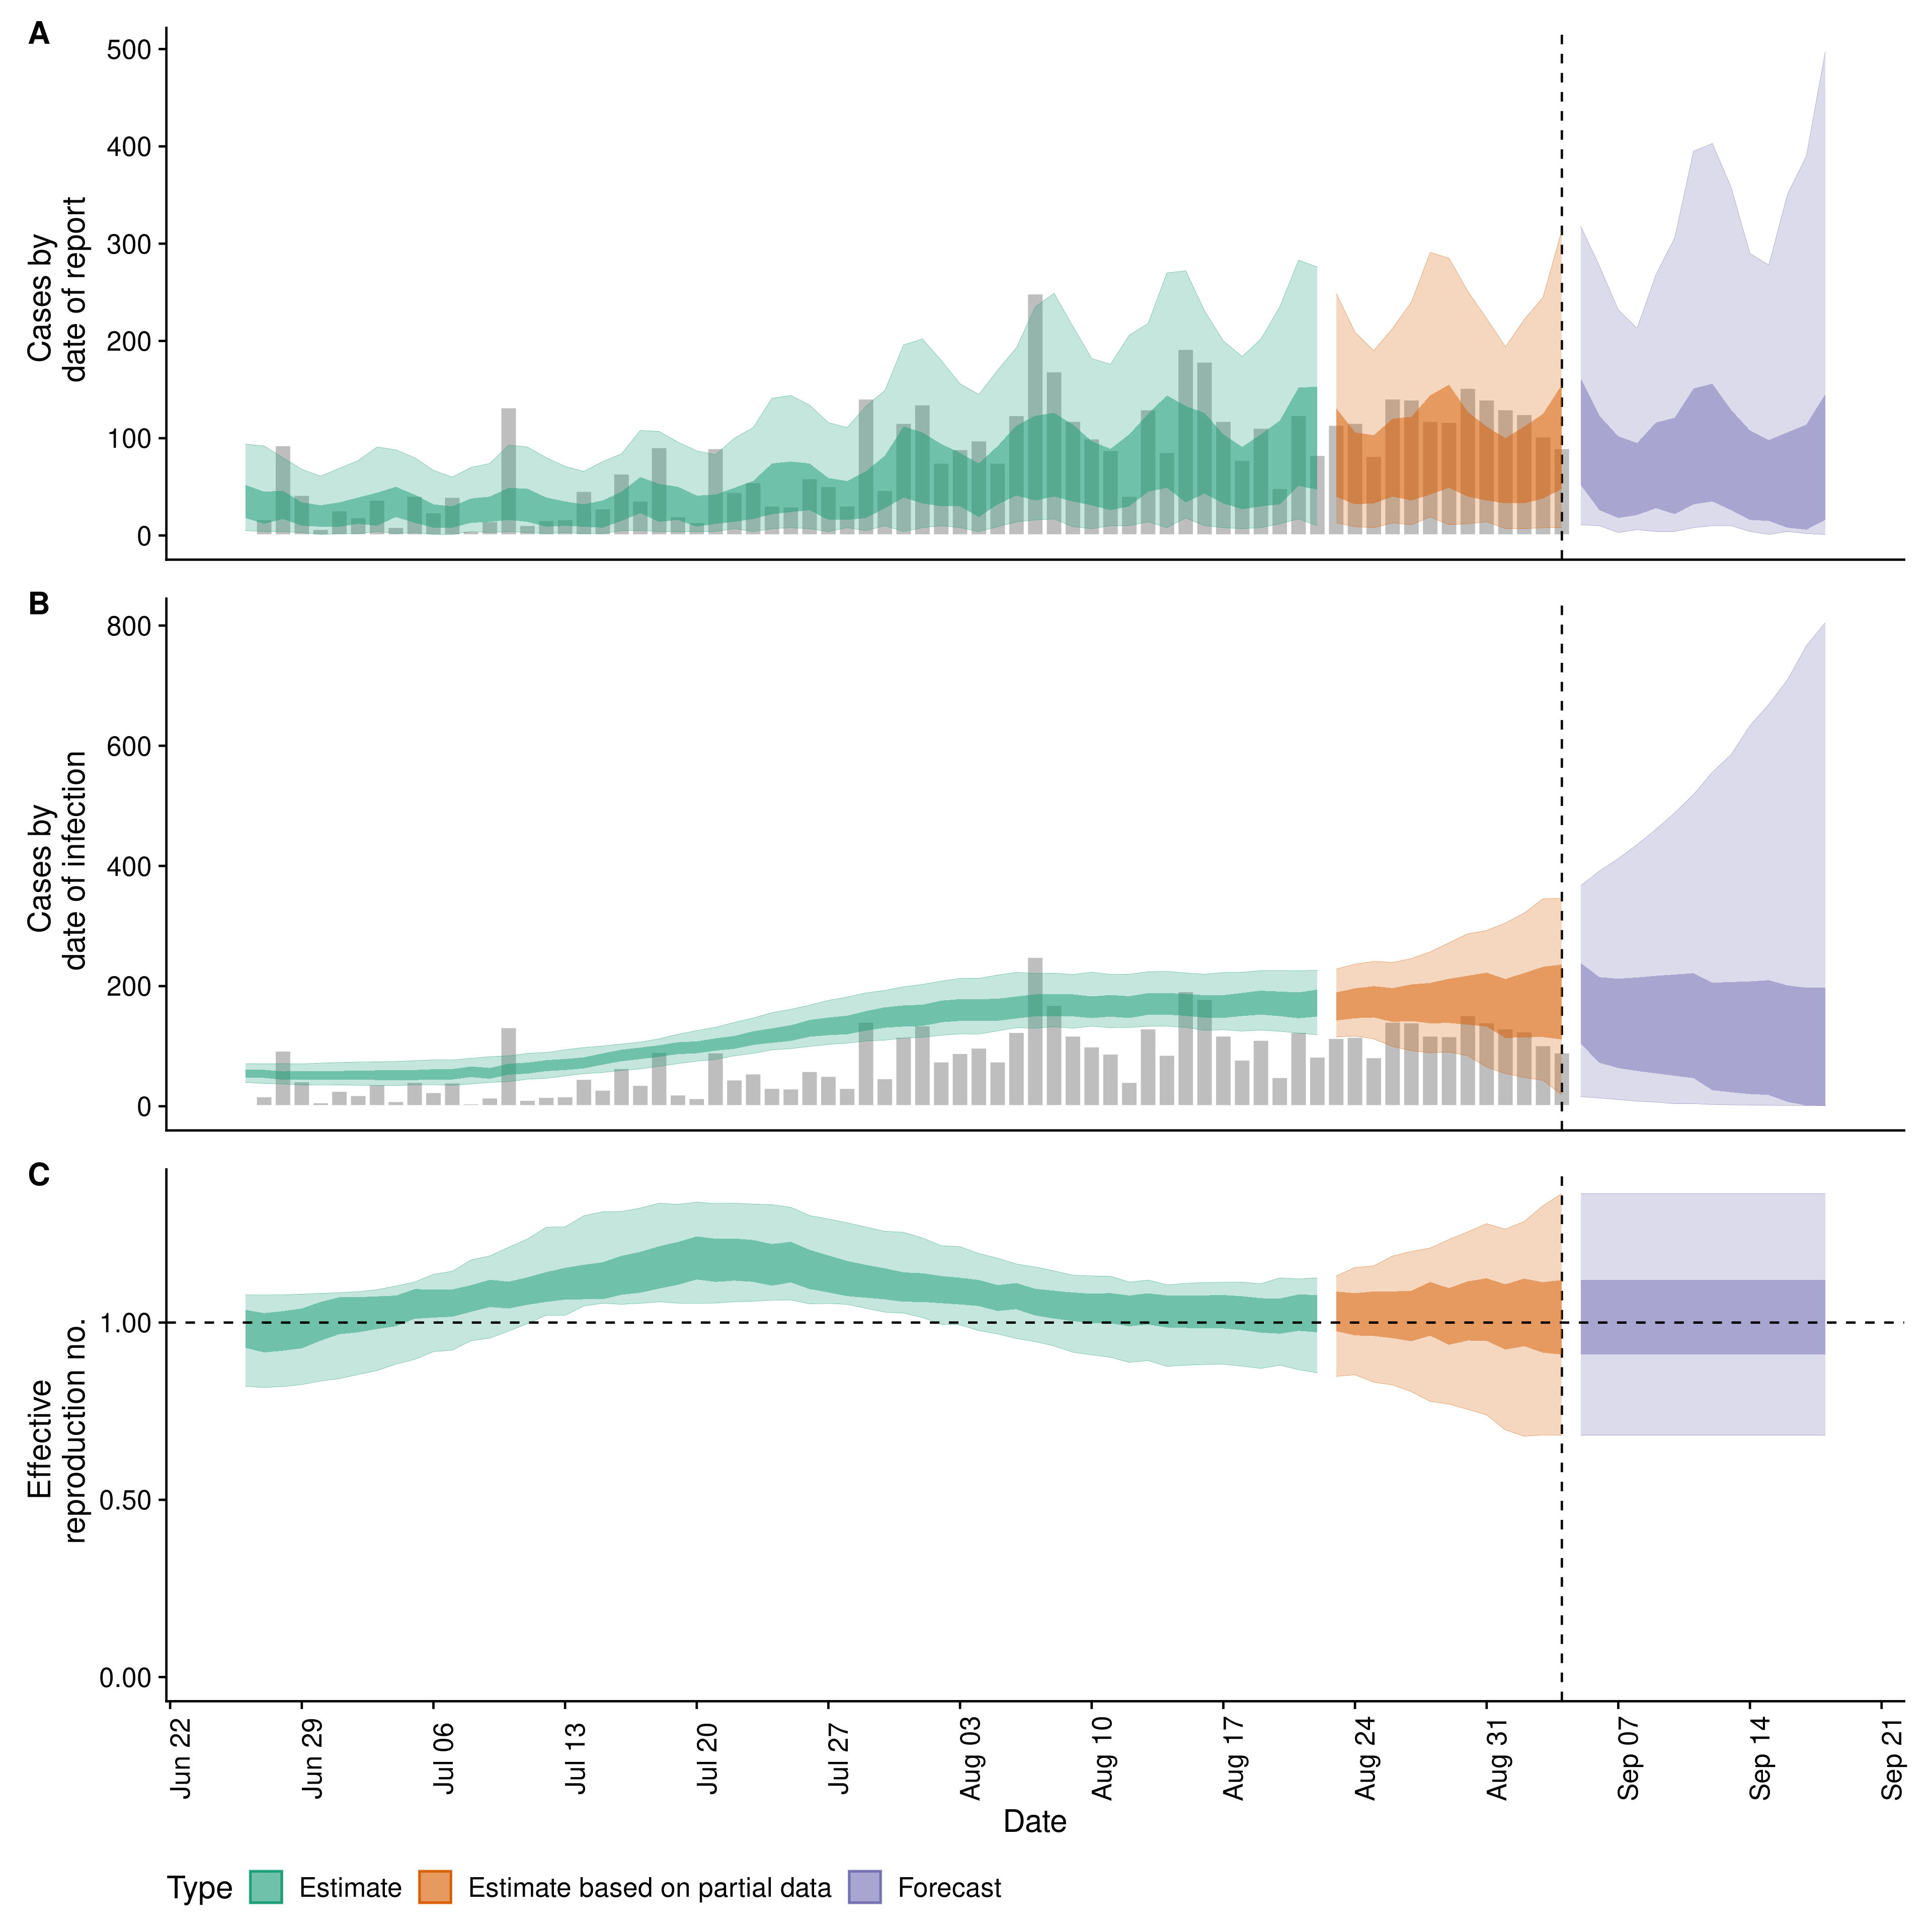 A
500
400
300
200
100
0
Cases by
date of report
B
800
600
400
200
0
Cases by
date of infection
C
1.00
0.50
0.00
Effective
reproduction no.
Jun 22
Jun 29
Jul 06
Jul 13
Jul 20
Jul 27
Aug 03
Aug 10
Aug 17
Aug 24
Aug 31
Sep 07
Sep 14
Sep 21
Date
Type Estimate Estimate based on partial data Forecast